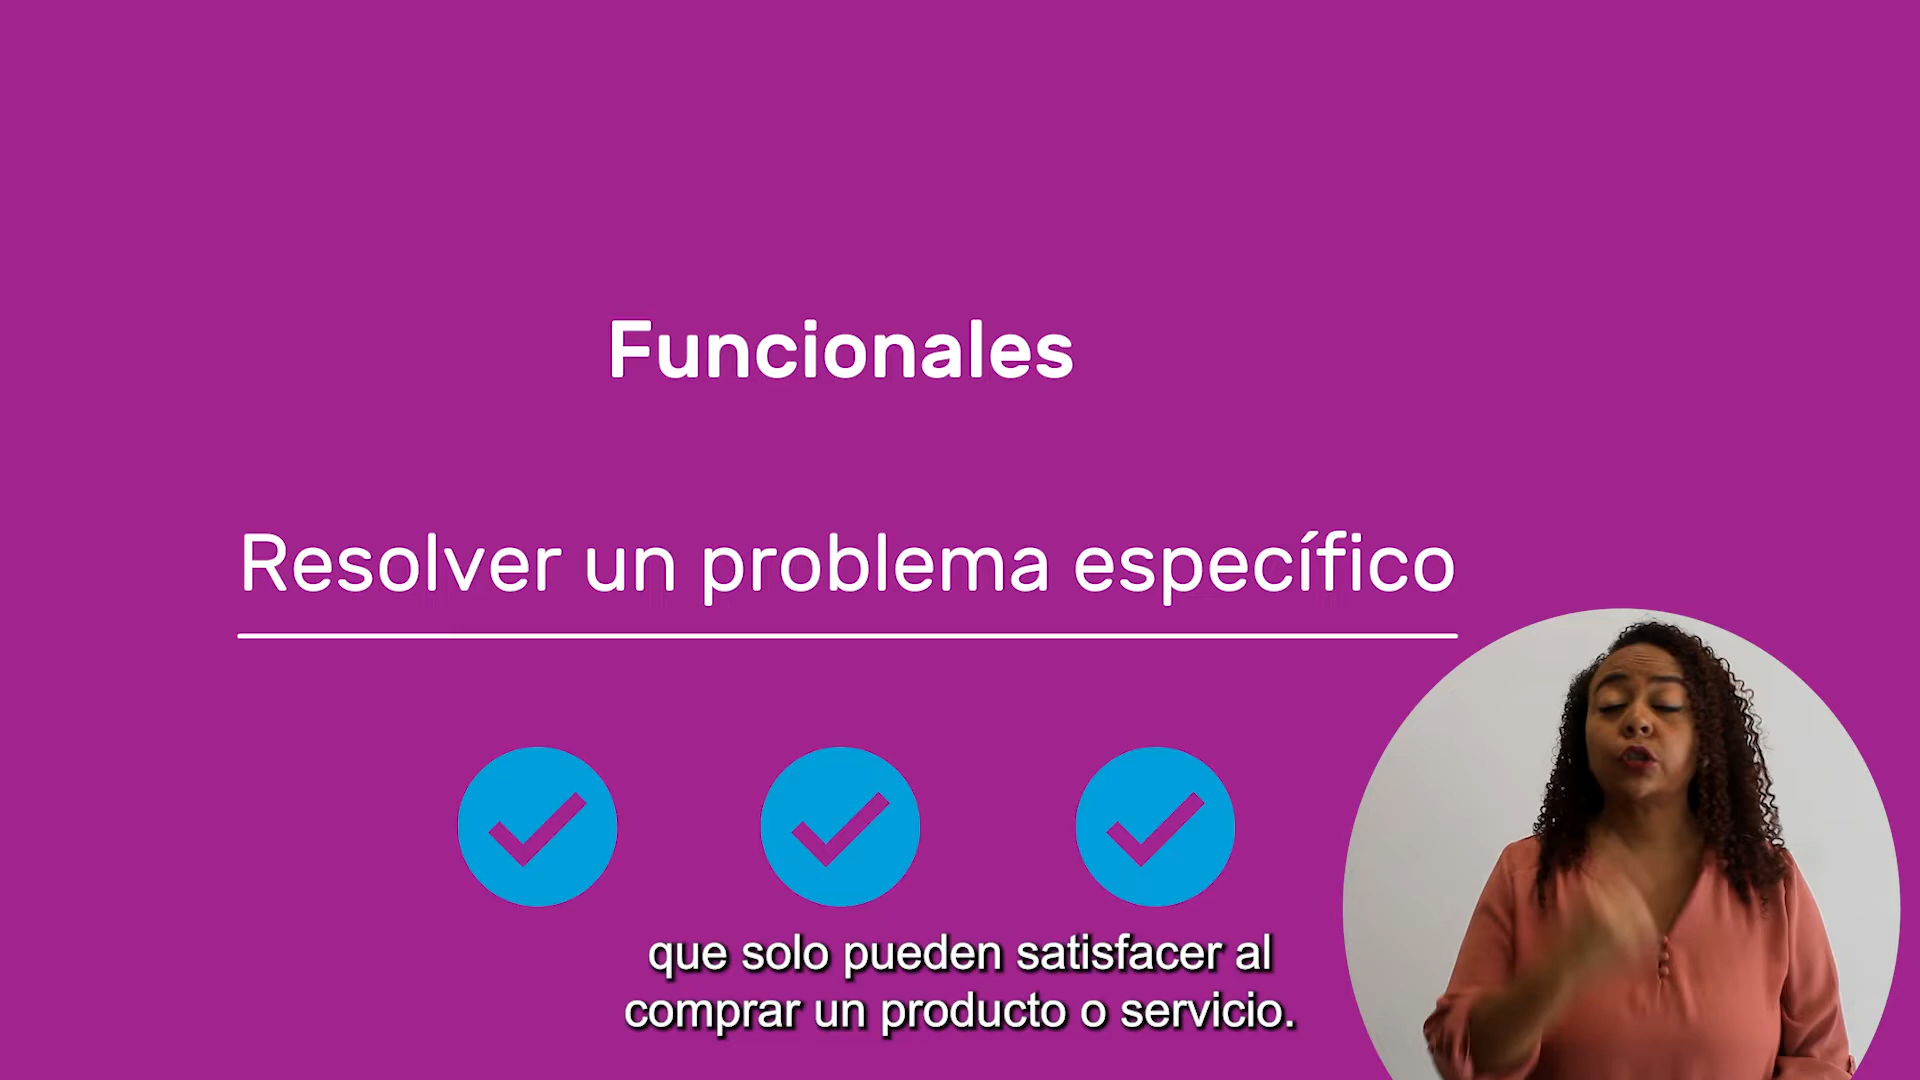 Funcionales
Resolver un problema específico
que solo pueden satisfacer al
comprar un producto o servicio.